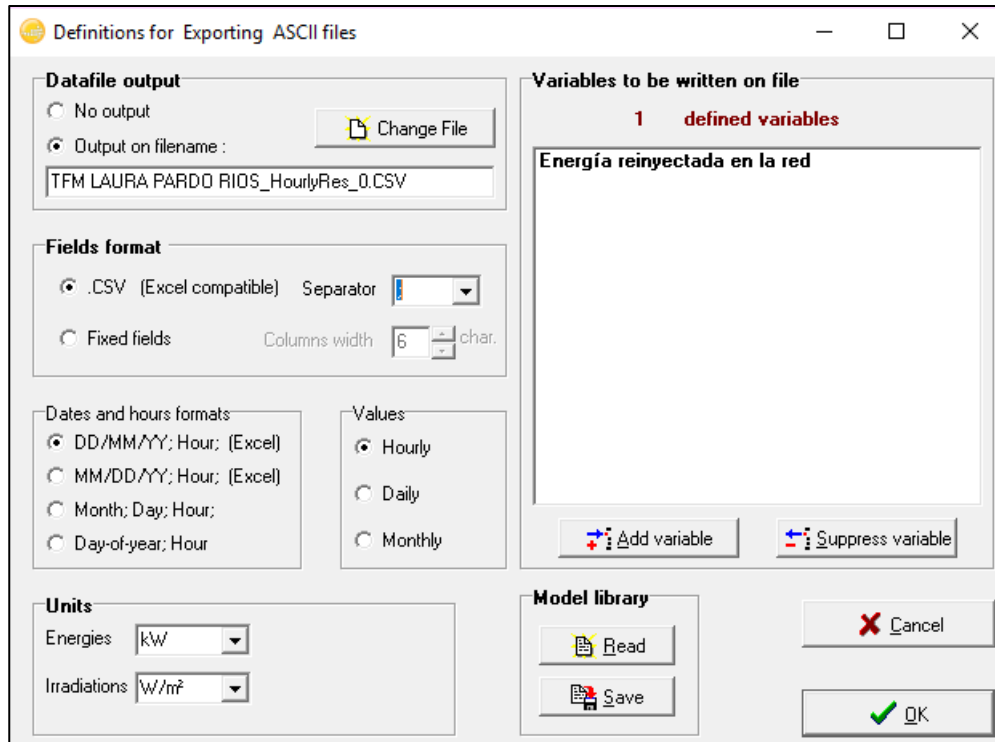 Definitions for Exporting ASCII files
Datafile output
No output
Output on filename :
Change File
TFM LAURA PARDO RIOS_HourlyRes_0.CSV
Fields format
.CSV (Excel compatible) Separator ;
Fixed fields Columns width 6 char.
Dates and hours formats
DD/MM/YY; Hour; (Excel)
MM/DD/YY; Hour; (Excel)
Month; Day; Hour;
Day-of-year; Hour
Values
Hourly
Daily
Monthly
Units
Energies kW
Irradiations W/m²
Variables to be written on file
1 defined variables
Energía reinyectada en la red
Add variable
Suppress variable
Model library
Read
Save
Cancel
OK